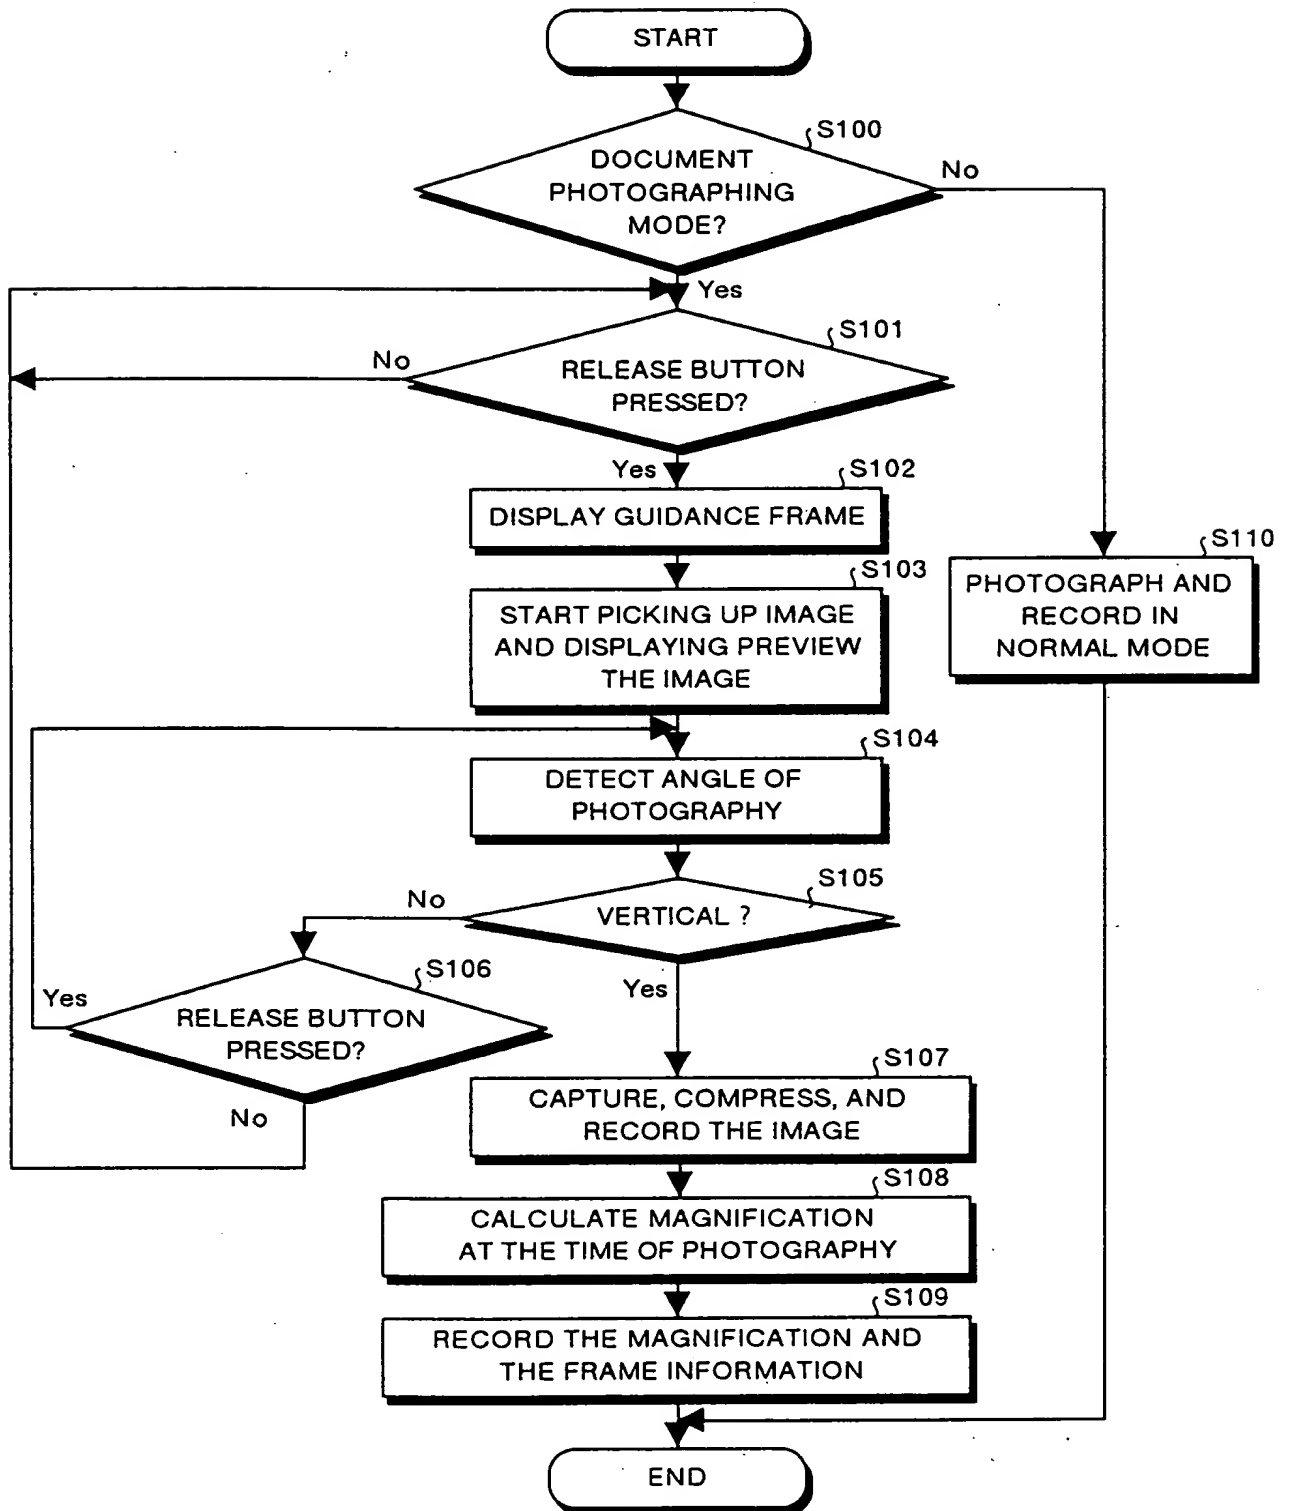 START
S100
DOCUMENT
PHOTOGRAPHING
MODE?
No
Yes
S101
No
RELEASE BUTTON
PRESSED?
Yes
S102
DISPLAY GUIDANCE FRAME
S110
PHOTOGRAPH AND
RECORD IN
NORMAL MODE
S103
START PICKING UP IMAGE
AND DISPLAYING PREVIEW
THE IMAGE
S104
DETECT ANGLE OF
PHOTOGRAPHY
S105
No
VERTICAL ?
Yes
S106
Yes
RELEASE BUTTON
PRESSED?
No
S107
CAPTURE, COMPRESS, AND
RECORD THE IMAGE
S108
CALCULATE MAGNIFICATION
AT THE TIME OF PHOTOGRAPHY
S109
RECORD THE MAGNIFICATION AND
THE FRAME INFORMATION
END